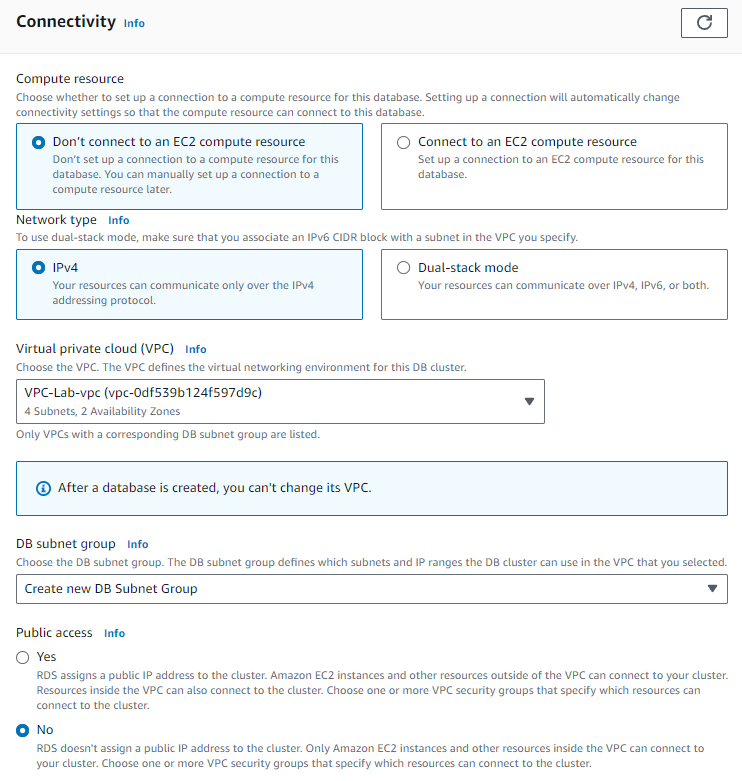 Connectivity Info
Compute resource
Choose whether to set up a connection to a compute resource for this database. Setting up a connection will automatically change
connectivity settings so that the compute resource can connect to this database.
Don't connect to an EC2 compute resource
Don't set up a connection to a compute resource for this
database. You can manually set up a connection to a
compute resource later.
Connect to an EC2 compute resource
Set up a connection to an EC2 compute resource for this
database.
Network type Info
To use dual-stack mode, make sure that you associate an IPv6 CIDR block with a subnet in the VPC you specify.
IPv4
Your resources can communicate only over the IPv4
addressing protocol.
Dual-stack mode
Your resources can communicate over IPv4, IPv6, or both.
Virtual private cloud (VPC) Info
Choose the VPC. The VPC defines the virtual networking environment for this DB cluster.
VPC-Lab-vpc (vpc-0df539b124f597d9c)
4 Subnets, 2 Availability Zones
Only VPCs with a corresponding DB subnet group are listed.
After a database is created, you can't change its VPC.
DB subnet group Info
Choose the DB subnet group. The DB subnet group defines which subnets and IP ranges the DB cluster can use in the VPC that you selected.
Create new DB Subnet Group
Public access Info
Yes
RDS assigns a public IP address to the cluster. Amazon EC2 instances and other resources outside of the VPC can connect to your cluster.
Resources inside the VPC can also connect to the cluster. Choose one or more VPC security groups that specify which resources can
connect to the cluster.
No
RDS doesn't assign a public IP address to the cluster. Only Amazon EC2 instances and other resources inside the VPC can connect to
your cluster. Choose one or more VPC security groups that specify which resources can connect to the cluster.